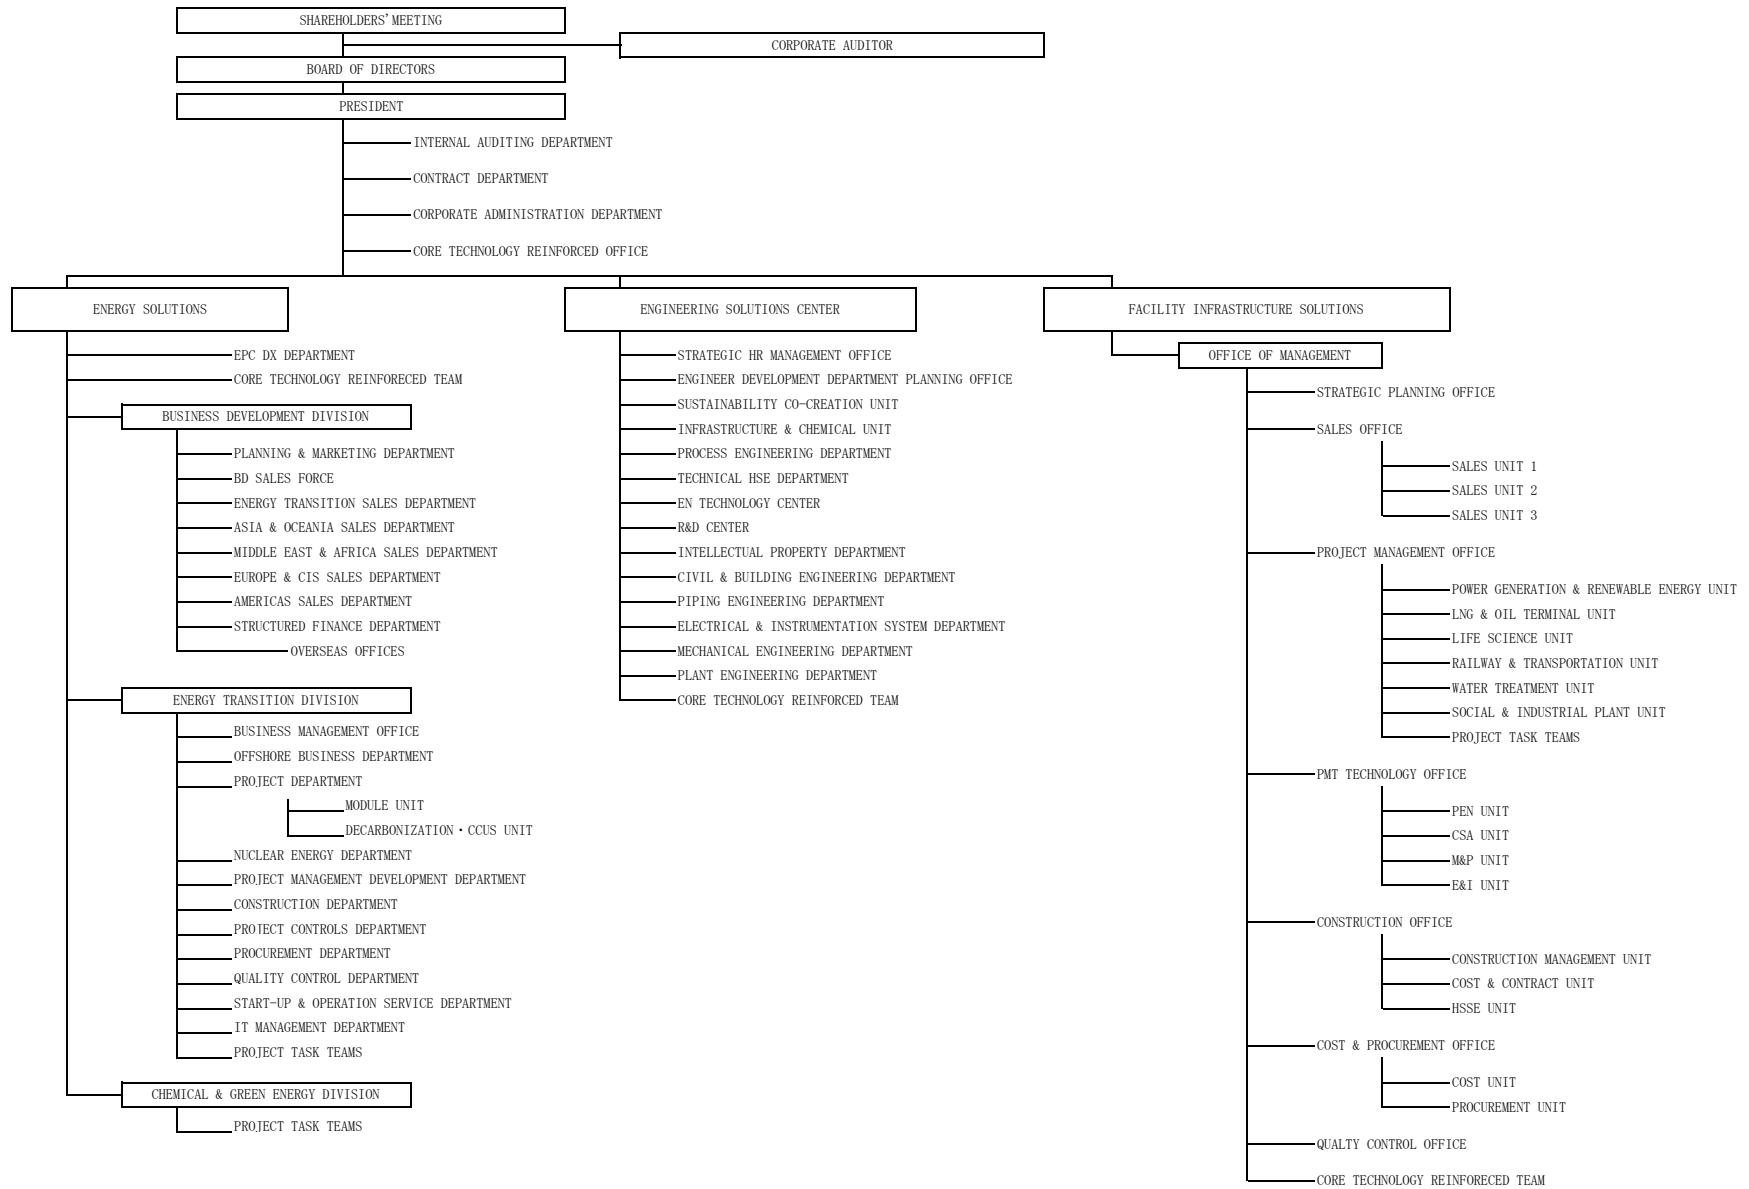 SHAREHOLDERS' MEETING
CORPORATE AUDITOR
BOARD OF DIRECTORS
PRESIDENT
INTERNAL AUDITING DEPARTMENT
CONTRACT DEPARTMENT
CORPORATE ADMINISTRATION DEPARTMENT
CORE TECHNOLOGY REINFORCED OFFICE
ENERGY SOLUTIONS
EPC DX DEPARTMENT
CORE TECHNOLOGY REINFORECED TEAM
BUSINESS DEVELOPMENT DIVISION
PLANNING & MARKETING DEPARTMENT
BD SALES FORCE
ENERGY TRANSITION SALES DEPARTMENT
ASIA & OCEANIA SALES DEPARTMENT
MIDDLE EAST & AFRICA SALES DEPARTMENT
EUROPE & CIS SALES DEPARTMENT
AMERICAS SALES DEPARTMENT
STRUCTURED FINANCE DEPARTMENT
OVERSEAS OFFICES
ENERGY TRANSITION DIVISION
BUSINESS MANAGEMENT OFFICE
OFFSHORE BUSINESS DEPARTMENT
PROJECT DEPARTMENT
MODULE UNIT
DECARBONIZATION・CCUS UNIT
NUCLEAR ENERGY DEPARTMENT
PROJECT MANAGEMENT DEVELOPMENT DEPARTMENT
CONSTRUCTION DEPARTMENT
PROJECT CONTROLS DEPARTMENT
PROCUREMENT DEPARTMENT
QUALITY CONTROL DEPARTMENT
START-UP & OPERATION SERVICE DEPARTMENT
IT MANAGEMENT DEPARTMENT
PROJECT TASK TEAMS
CHEMICAL & GREEN ENERGY DIVISION
PROJECT TASK TEAMS
ENGINEERING SOLUTIONS CENTER
STRATEGIC HR MANAGEMENT OFFICE
ENGINEER DEVELOPMENT DEPARTMENT PLANNING OFFICE
SUSTAINABILITY CO-CREATION UNIT
INFRASTRUCTURE & CHEMICAL UNIT
PROCESS ENGINEERING DEPARTMENT
TECHNICAL HSE DEPARTMENT
EN TECHNOLOGY CENTER
R&D CENTER
INTELLECTUAL PROPERTY DEPARTMENT
CIVIL & BUILDING ENGINEERING DEPARTMENT
PIPING ENGINEERING DEPARTMENT
ELECTRICAL & INSTRUMENTATION SYSTEM DEPARTMENT
MECHANICAL ENGINEERING DEPARTMENT
PLANT ENGINEERING DEPARTMENT
CORE TECHNOLOGY REINFORCED TEAM
FACILITY INFRASTRUCTURE SOLUTIONS
OFFICE OF MANAGEMENT
STRATEGIC PLANNING OFFICE
SALES OFFICE
SALES UNIT 1
SALES UNIT 2
SALES UNIT 3
PROJECT MANAGEMENT OFFICE
POWER GENERATION & RENEWABLE ENERGY UNIT
LNG & OIL TERMINAL UNIT
LIFE SCIENCE UNIT
RAILWAY & TRANSPORTATION UNIT
WATER TREATMENT UNIT
SOCIAL & INDUSTRIAL PLANT UNIT
PROJECT TASK TEAMS
PMT TECHNOLOGY OFFICE
PEN UNIT
CSA UNIT
M&P UNIT
E&I UNIT
CONSTRUCTION OFFICE
CONSTRUCTION MANAGEMENT UNIT
COST & CONTRACT UNIT
HSSE UNIT
COST & PROCUREMENT OFFICE
COST UNIT
PROCUREMENT UNIT
QUALTY CONTROL OFFICE
CORE TECHNOLOGY REINFORECED TEAM